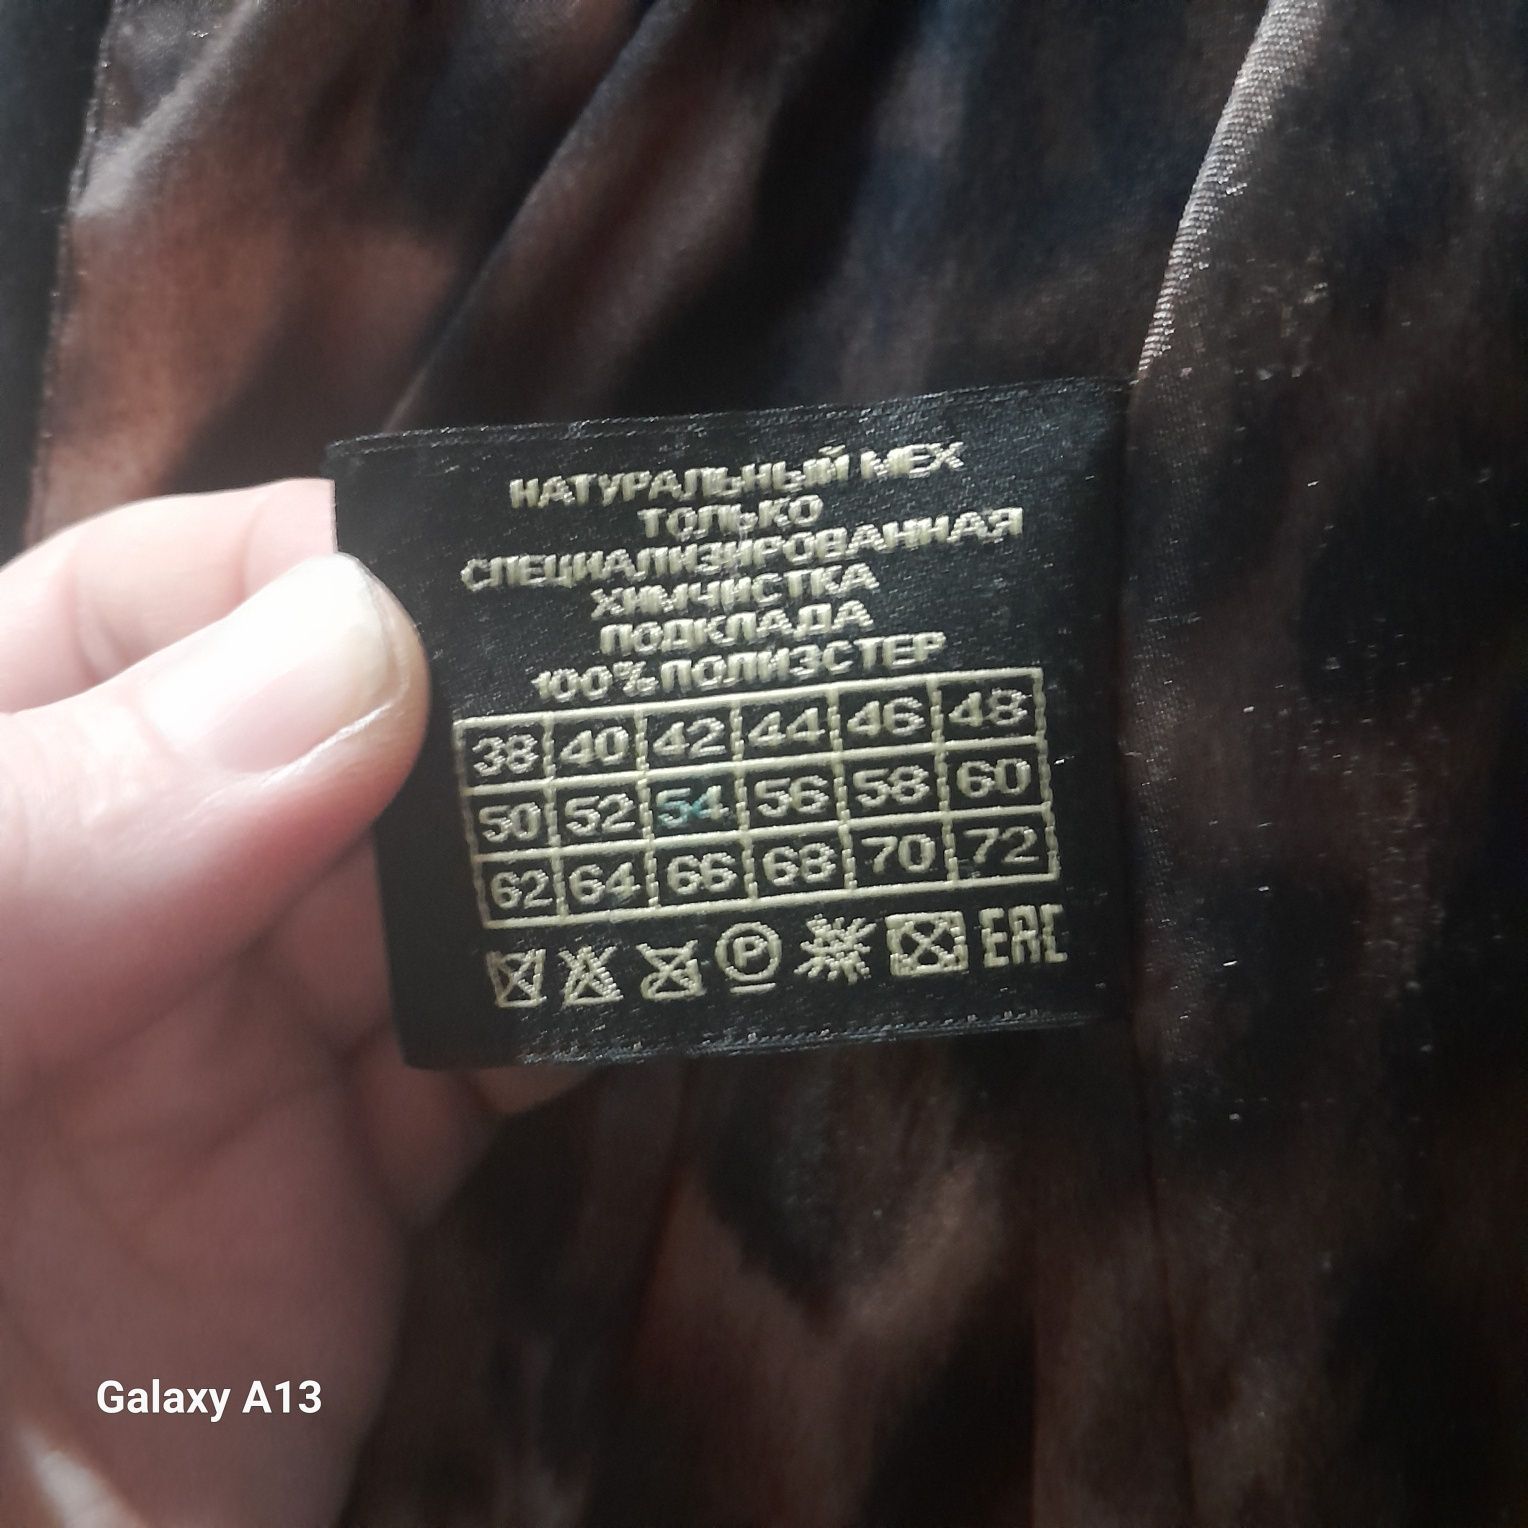 НАТУРАЛЬНЫЙ МЕХ
ТОЛЬКО
СПЕЦИАЛИЗИРОВАННАЯ
ХИМЧИСТКА
ПОДКЛАДА
100% ПОЛИЭСТЕР
38 40 42 44 46 48
50 52 54 56 58 60
62 64 66 68 70 72
P EAC
Galaxy A13